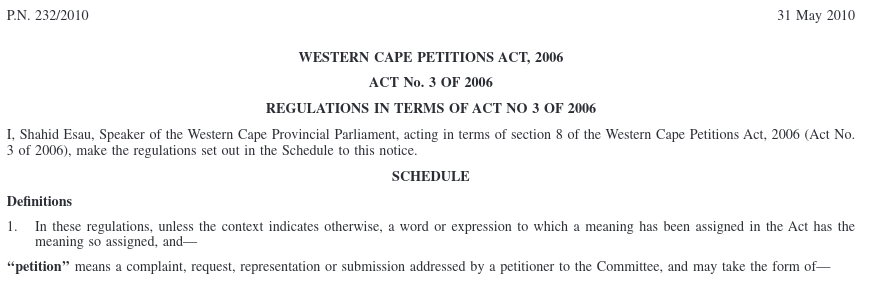 P.N. 232/2010 31 May 2010
WESTERN CAPE PETITIONS ACT, 2006
ACT No. 3 OF 2006
REGULATIONS IN TERMS OF ACT NO 3 OF 2006
I, Shahid Esau, Speaker of the Western Cape Provincial Parliament, acting in terms of section 8 of the Western Cape Petitions Act, 2006 (Act No.
3 of 2006), make the regulations set out in the Schedule to this notice.
SCHEDULE
Definitions
1. In these regulations, unless the context indicates otherwise, a word or expression to which a meaning has been assigned in the Act has the
meaning so assigned, and—
“petition” means a complaint, request, representation or submission addressed by a petitioner to the Committee, and may take the form of—